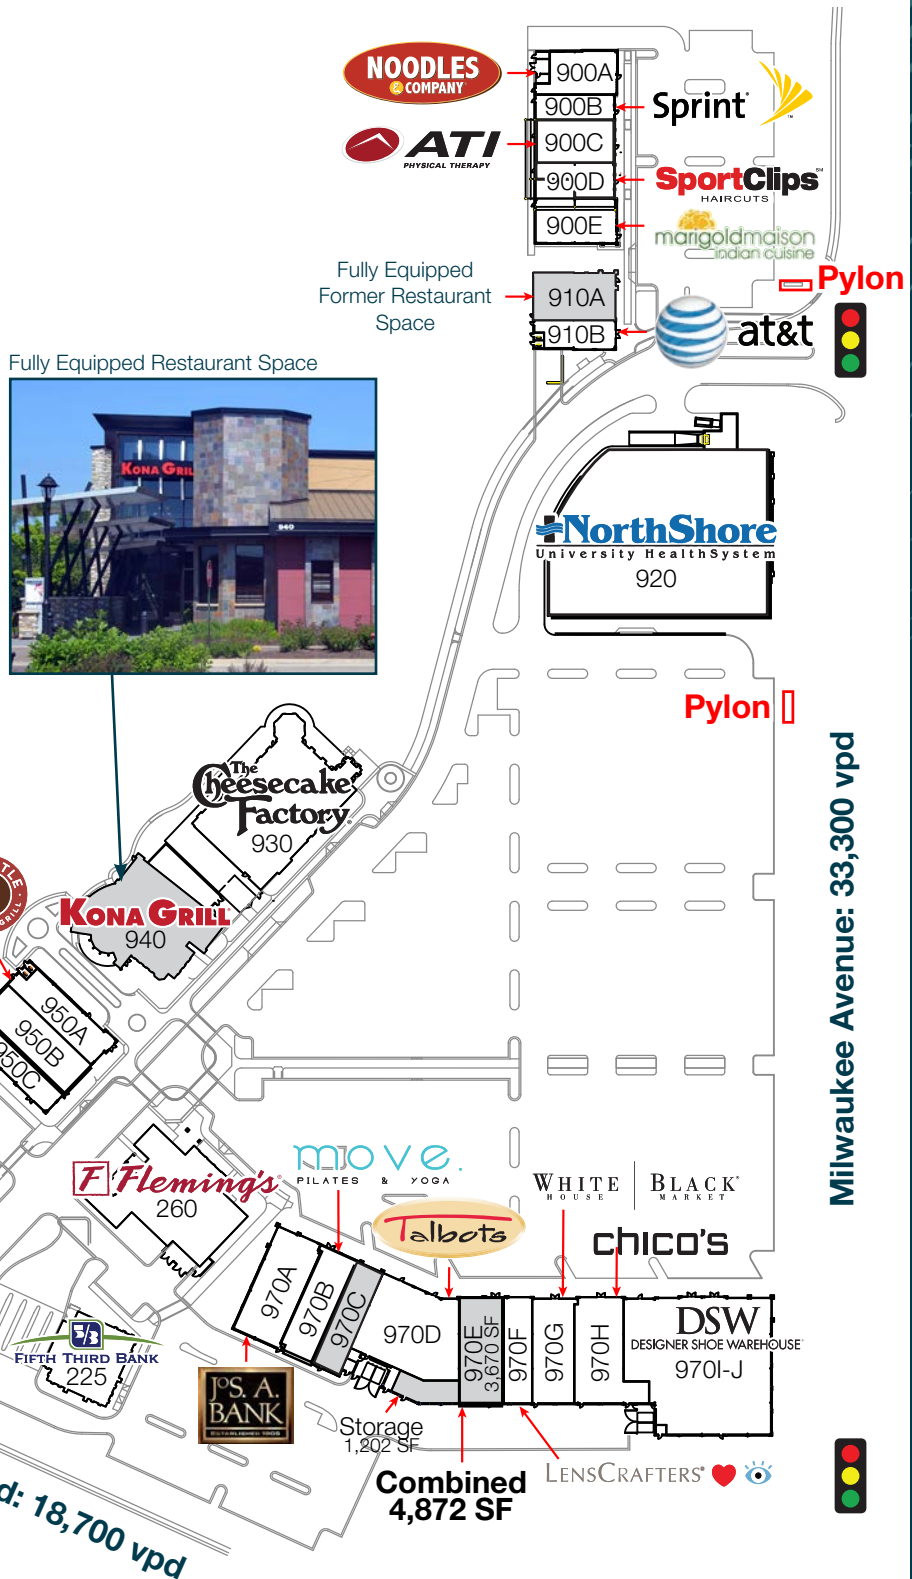 NOODLES
& COMPANY
900A
900B
Sprint
ATI
PHYSICAL THERAPY
900C
900D
SportClips
HAIRCUTS
900E
marigoldmaison
indian cuisine
Pylon
Fully Equipped
Former Restaurant
Space
910A
910B
at&t
Fully Equipped Restaurant Space
KONA GRILL
940
NorthShore
University HealthSystem
920
Pylon
Milwaukee Avenue: 33,300 vpd
The
Cheesecake
Factory
930
KONA GRILL
940
950A
950B
950C
move.
PILATES & YOGA
F Fleming's
260
WHITE
HOUSE
BLACK
MARKET
Talbots
chico's
970A
970B
970C
970D
970E
3,670 SF
970F
970G
970H
DSW
DESIGNER SHOE WAREHOUSE
970I-J
5/3
FIFTH THIRD BANK
225
JOS. A.
BANK
ESTABLISHED 1905
Storage
1,202 SF
Combined
4,872 SF
LENSCRAFTERS
d: 18,700 vpd